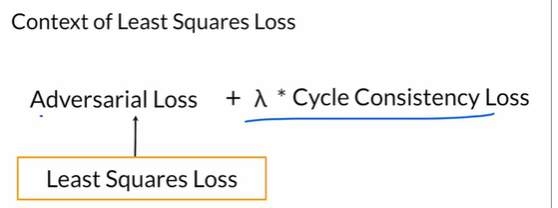 Context of Least Squares Loss
Adversarial Loss + λ * Cycle Consistency Loss
Least Squares Loss